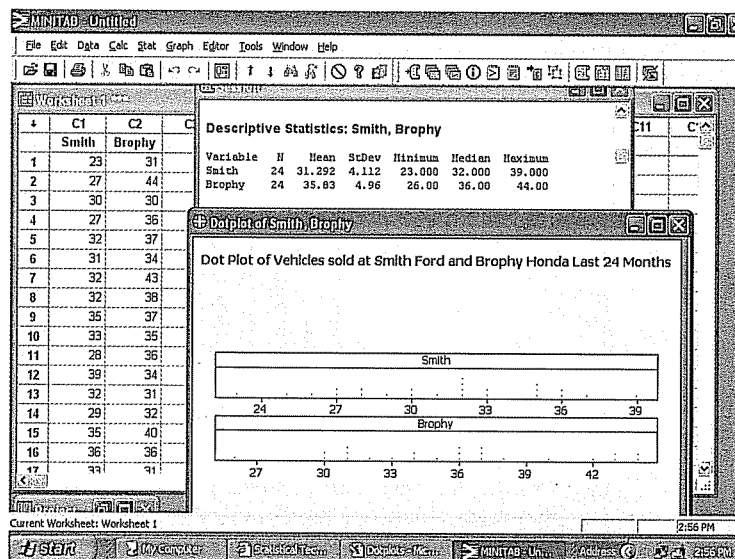 MINITAB - Untitled
File Edit Data Calc Stat Graph Editor Tools Window Help
Worksheet 1 ***
↓ C1 C2 C11
Smith Brophy
1 23 31
2 27 44
3 30 30
4 27 36
5 32 37
6 31 34
7 32 43
8 32 38
9 35 37
10 33 35
11 28 36
12 39 34
13 32 31
14 29 32
15 35 40
16 36 36
17 33 31
Descriptive Statistics: Smith, Brophy
Variable N Mean StDev Minimum Median Maximum
Smith 24 31.292 4.112 23.000 32.000 39.000
Brophy 24 35.83 4.96 26.00 36.00 44.00
Dotplot of Smith, Brophy
Dot Plot of Vehicles sold at Smith Ford and Brophy Honda Last 24 Months
Smith
24 27 30 33 36 39
Brophy
27 30 33 36 39 42
Current Worksheet: Worksheet 1 2:56 PM
start My Computer Statistical Tec... Dotplots - Mic... MINITAB - Un... Address 2:56 PM